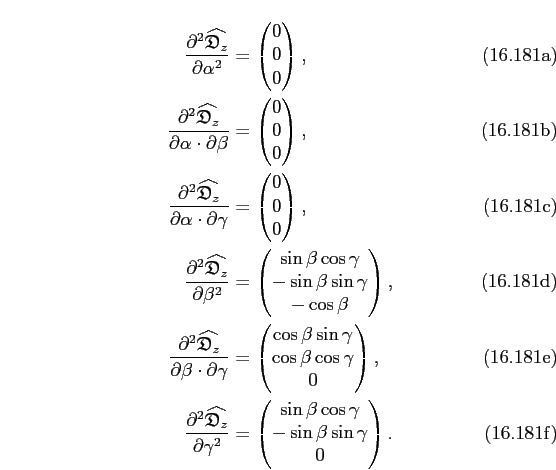 \frac{\partial^2 \widehat{\mathfrak{D}_z}}{\partial \alpha^2} = \begin{pmatrix} 0 \\ 0 \\ 0 \end{pmatrix}, (16.181a)
\frac{\partial^2 \widehat{\mathfrak{D}_z}}{\partial \alpha \cdot \partial \beta} = \begin{pmatrix} 0 \\ 0 \\ 0 \end{pmatrix}, (16.181b)
\frac{\partial^2 \widehat{\mathfrak{D}_z}}{\partial \alpha \cdot \partial \gamma} = \begin{pmatrix} 0 \\ 0 \\ 0 \end{pmatrix}, (16.181c)
\frac{\partial^2 \widehat{\mathfrak{D}_z}}{\partial \beta^2} = \begin{pmatrix} \sin \beta \cos \gamma \\ -\sin \beta \sin \gamma \\ -\cos \beta \end{pmatrix}, (16.181d)
\frac{\partial^2 \widehat{\mathfrak{D}_z}}{\partial \beta \cdot \partial \gamma} = \begin{pmatrix} \cos \beta \sin \gamma \\ \cos \beta \cos \gamma \\ 0 \end{pmatrix}, (16.181e)
\frac{\partial^2 \widehat{\mathfrak{D}_z}}{\partial \gamma^2} = \begin{pmatrix} \sin \beta \cos \gamma \\ -\sin \beta \sin \gamma \\ 0 \end{pmatrix}. (16.181f)